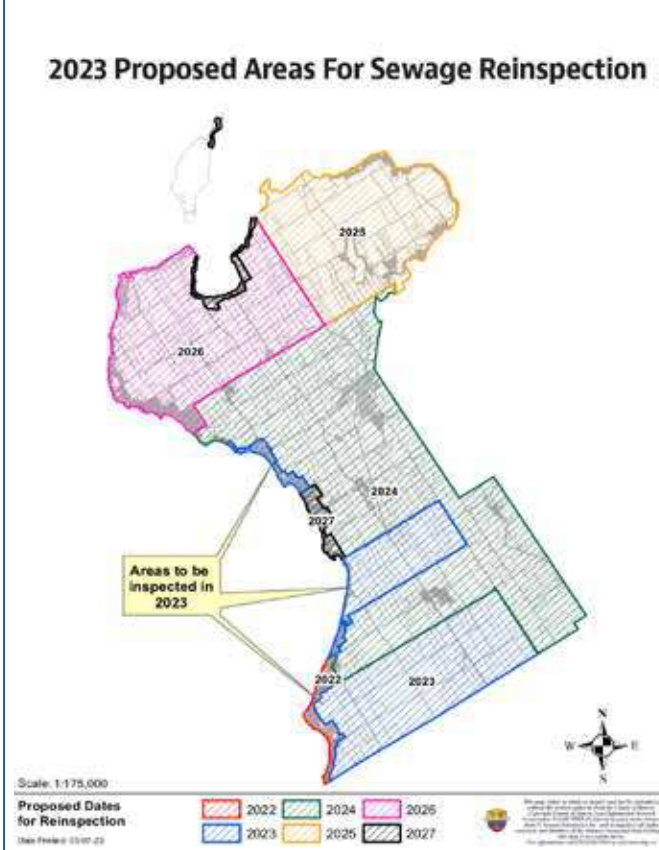 2023 Proposed Areas For Sewage Reinspection
2025
2026
2024
2027
Areas to be
inspected in
2023
2022
2023
N
W E
S
Scale: 1:175,000
Proposed Dates
for Reinspection
2022 2024 2026
2023 2025 2027